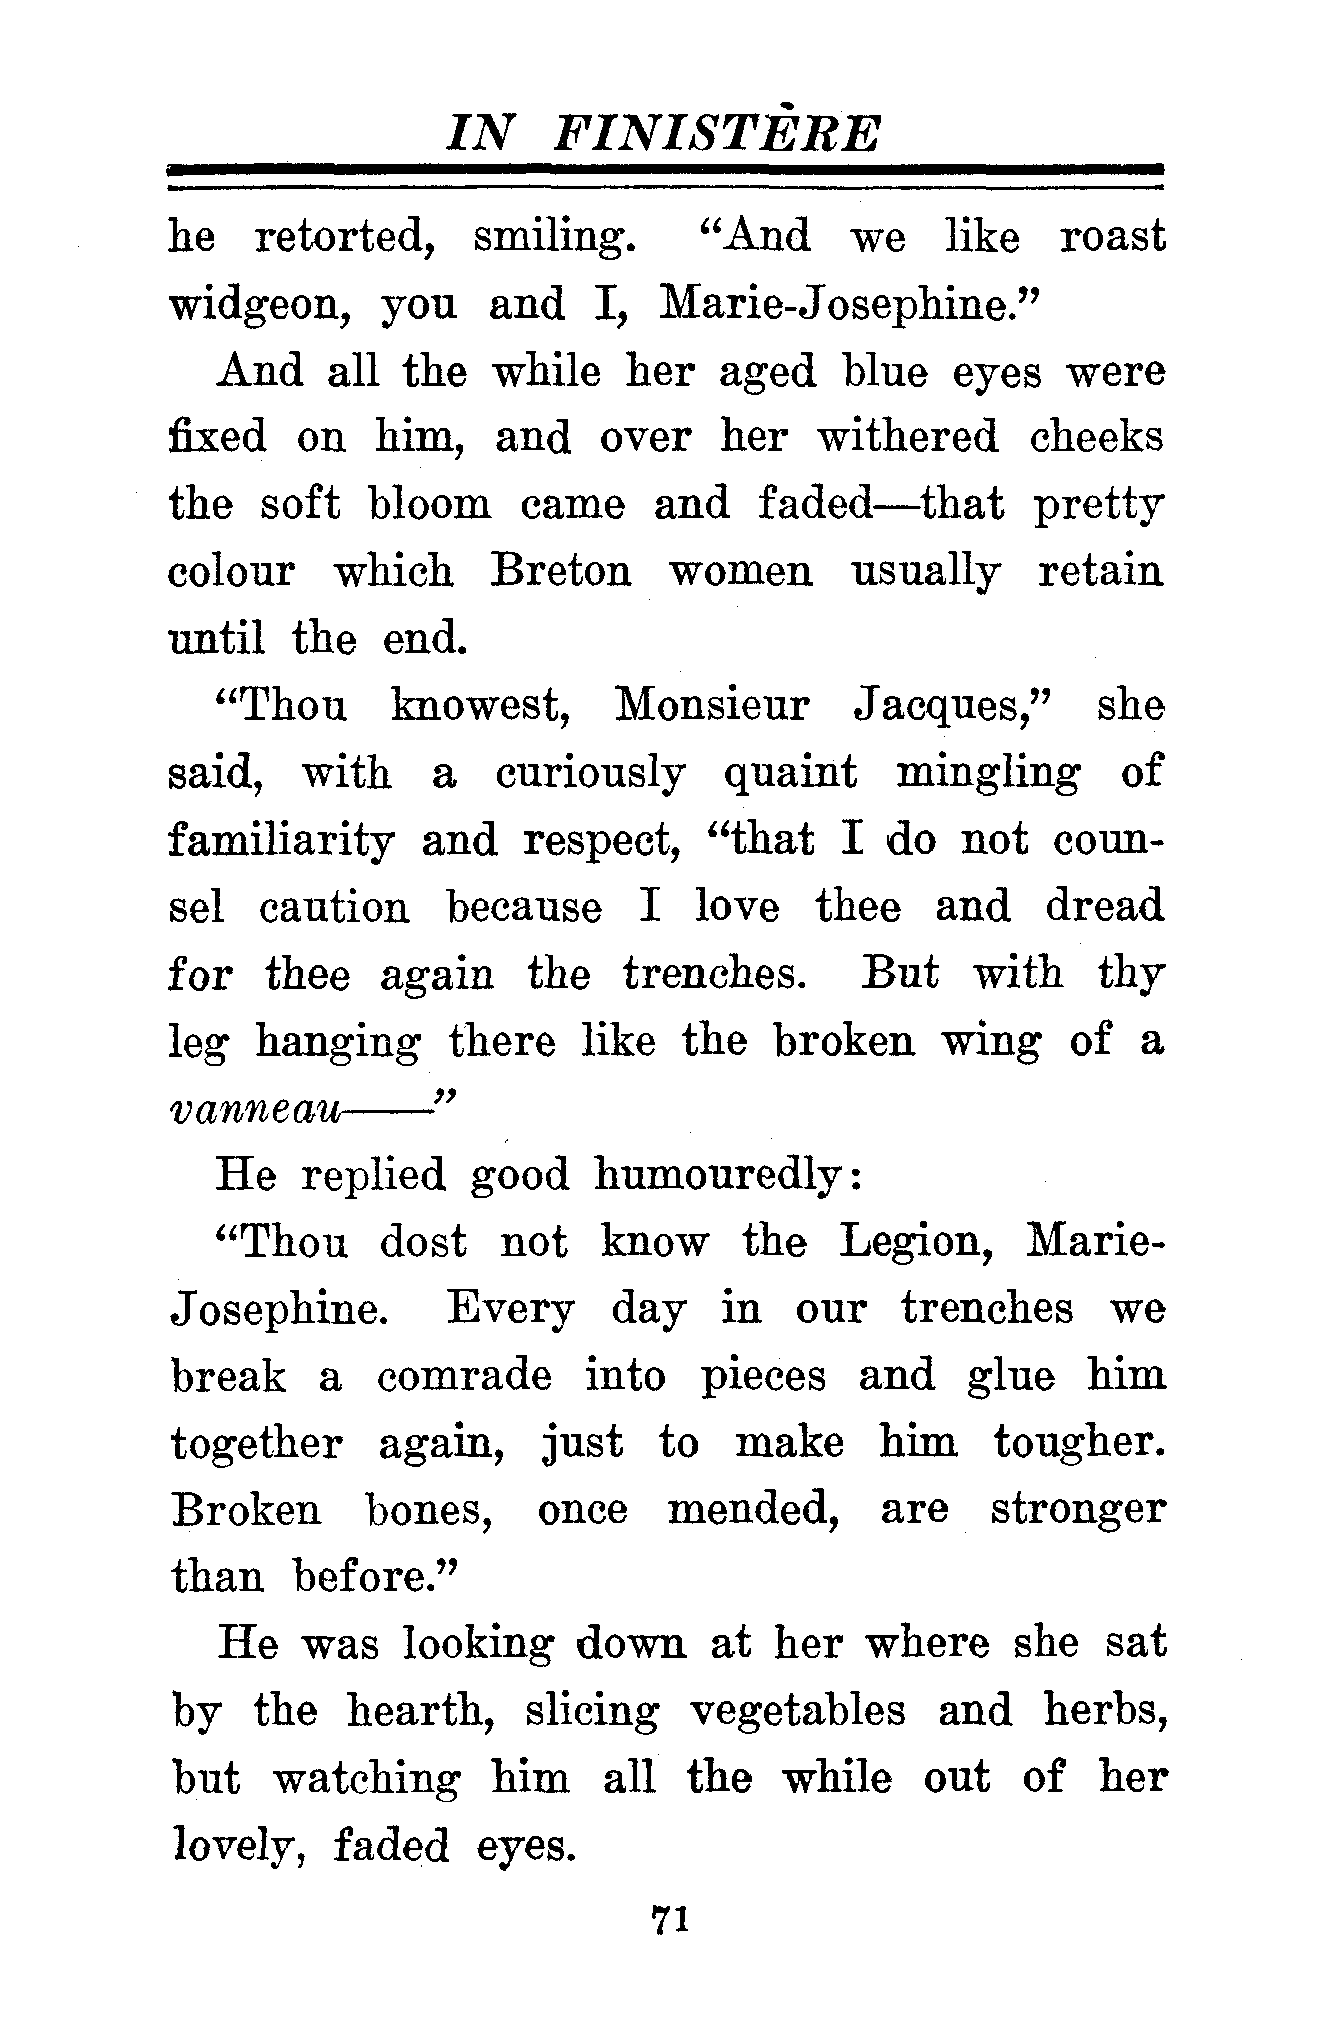 IN FINISTÈRE
he retorted, smiling. “And we like roast
widgeon, you and I, Marie-Josephine.”
And all the while her aged blue eyes were
fixed on him, and over her withered cheeks
the soft bloom came and faded—that pretty
colour which Breton women usually retain
until the end.
“Thou knowest, Monsieur Jacques,” she
said, with a curiously quaint mingling of
familiarity and respect, “that I do not coun-
sel caution because I love thee and dread
for thee again the trenches. But with thy
leg hanging there like the broken wing of a
vanneau——”
He replied good humouredly:
“Thou dost not know the Legion, Marie-
Josephine. Every day in our trenches we
break a comrade into pieces and glue him
together again, just to make him tougher.
Broken bones, once mended, are stronger
than before.”
He was looking down at her where she sat
by the hearth, slicing vegetables and herbs,
but watching him all the while out of her
lovely, faded eyes.
71